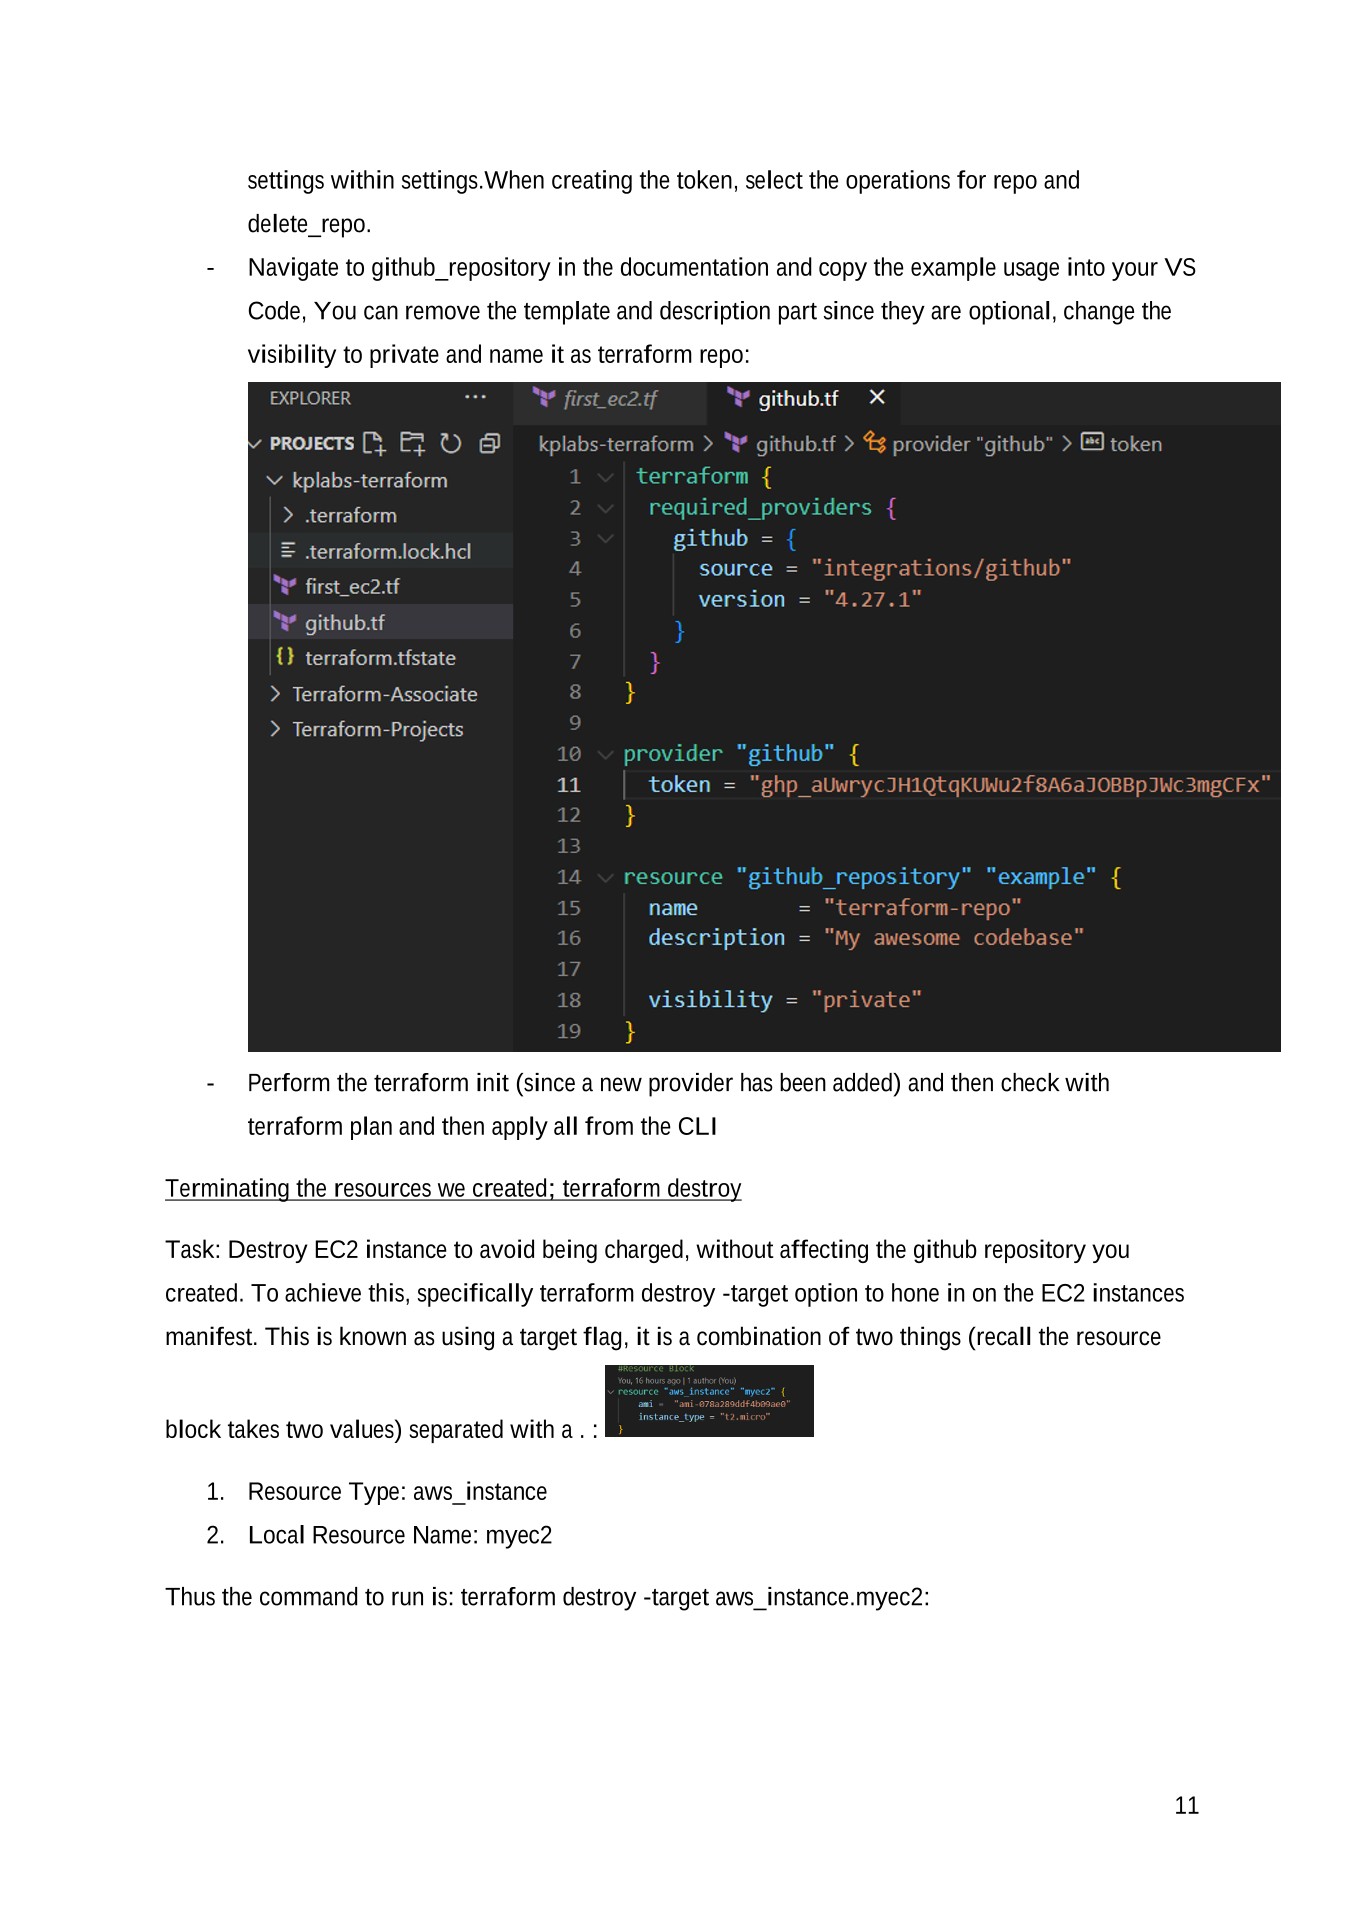 settings within settings.When creating the token, select the operations for repo and
delete_repo.
- Navigate to github_repository in the documentation and copy the example usage into your VS
Code, You can remove the template and description part since they are optional, change the
visibility to private and name it as terraform repo:
EXPLORER ...
first_ec2.tf
github.tf ×
PROJECTS
kplabs-terraform > github.tf > provider "github" > token
kplabs-terraform
.terraform
.terraform.lock.hcl
first_ec2.tf
github.tf
terraform.tfstate
Terraform-Associate
Terraform-Projects
1 terraform {
2 required_providers {
3 github = {
4 source = "integrations/github"
5 version = "4.27.1"
6 }
7 }
8 }
9
10 provider "github" {
11 token = "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"
12 }
13
14 resource "github_repository" "example" {
15 name = "terraform-repo"
16 description = "My awesome codebase"
17
18 visibility = "private"
19 }
- Perform the terraform init (since a new provider has been added) and then check with
terraform plan and then apply all from the CLI
Terminating the resources we created; terraform destroy
Task: Destroy EC2 instance to avoid being charged, without affecting the github repository you
created. To achieve this, specifically terraform destroy -target option to hone in on the EC2 instances
manifest. This is known as using a target flag, it is a combination of two things (recall the resource
block takes two values) separated with a . :
#Resource Block
You, 16 hours ago | 1 author (You)
resource "aws_instance" "myec2" {
ami = "ami-078a289ddf4b09ae0"
instance_type = "t2.micro"
}
1. Resource Type: aws_instance
2. Local Resource Name: myec2
Thus the command to run is: terraform destroy -target aws_instance.myec2:
11